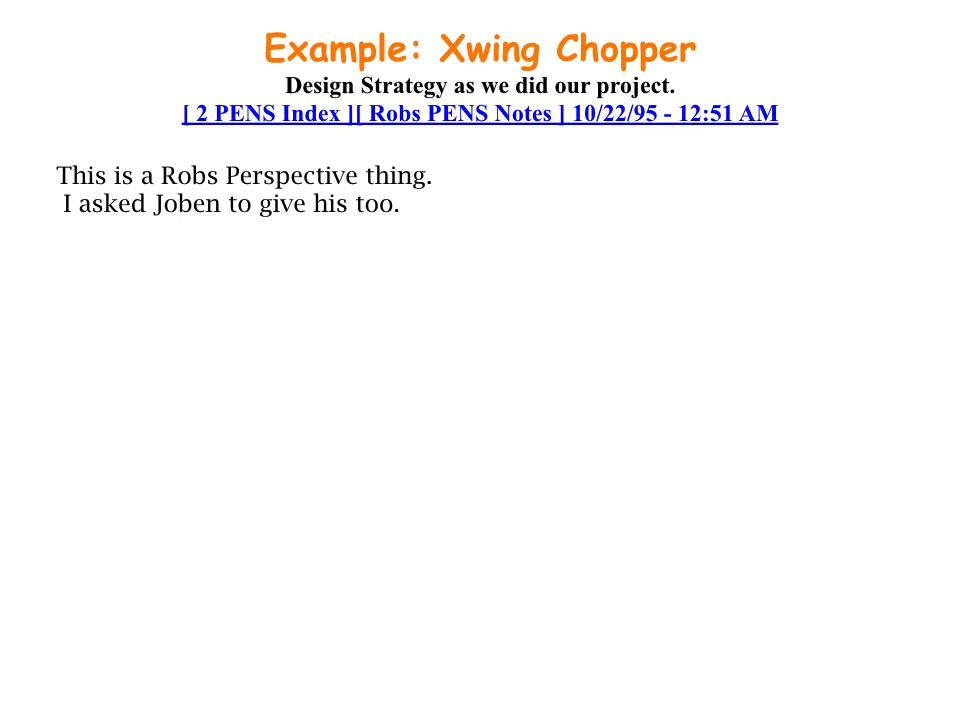 Example: Xwing Chopper
Design Strategy as we did our project.
[ 2 PENS Index ][ Robs PENS Notes ] 10/22/95 - 12:51 AM
This is a Robs Perspective thing.
I asked Joben to give his too.